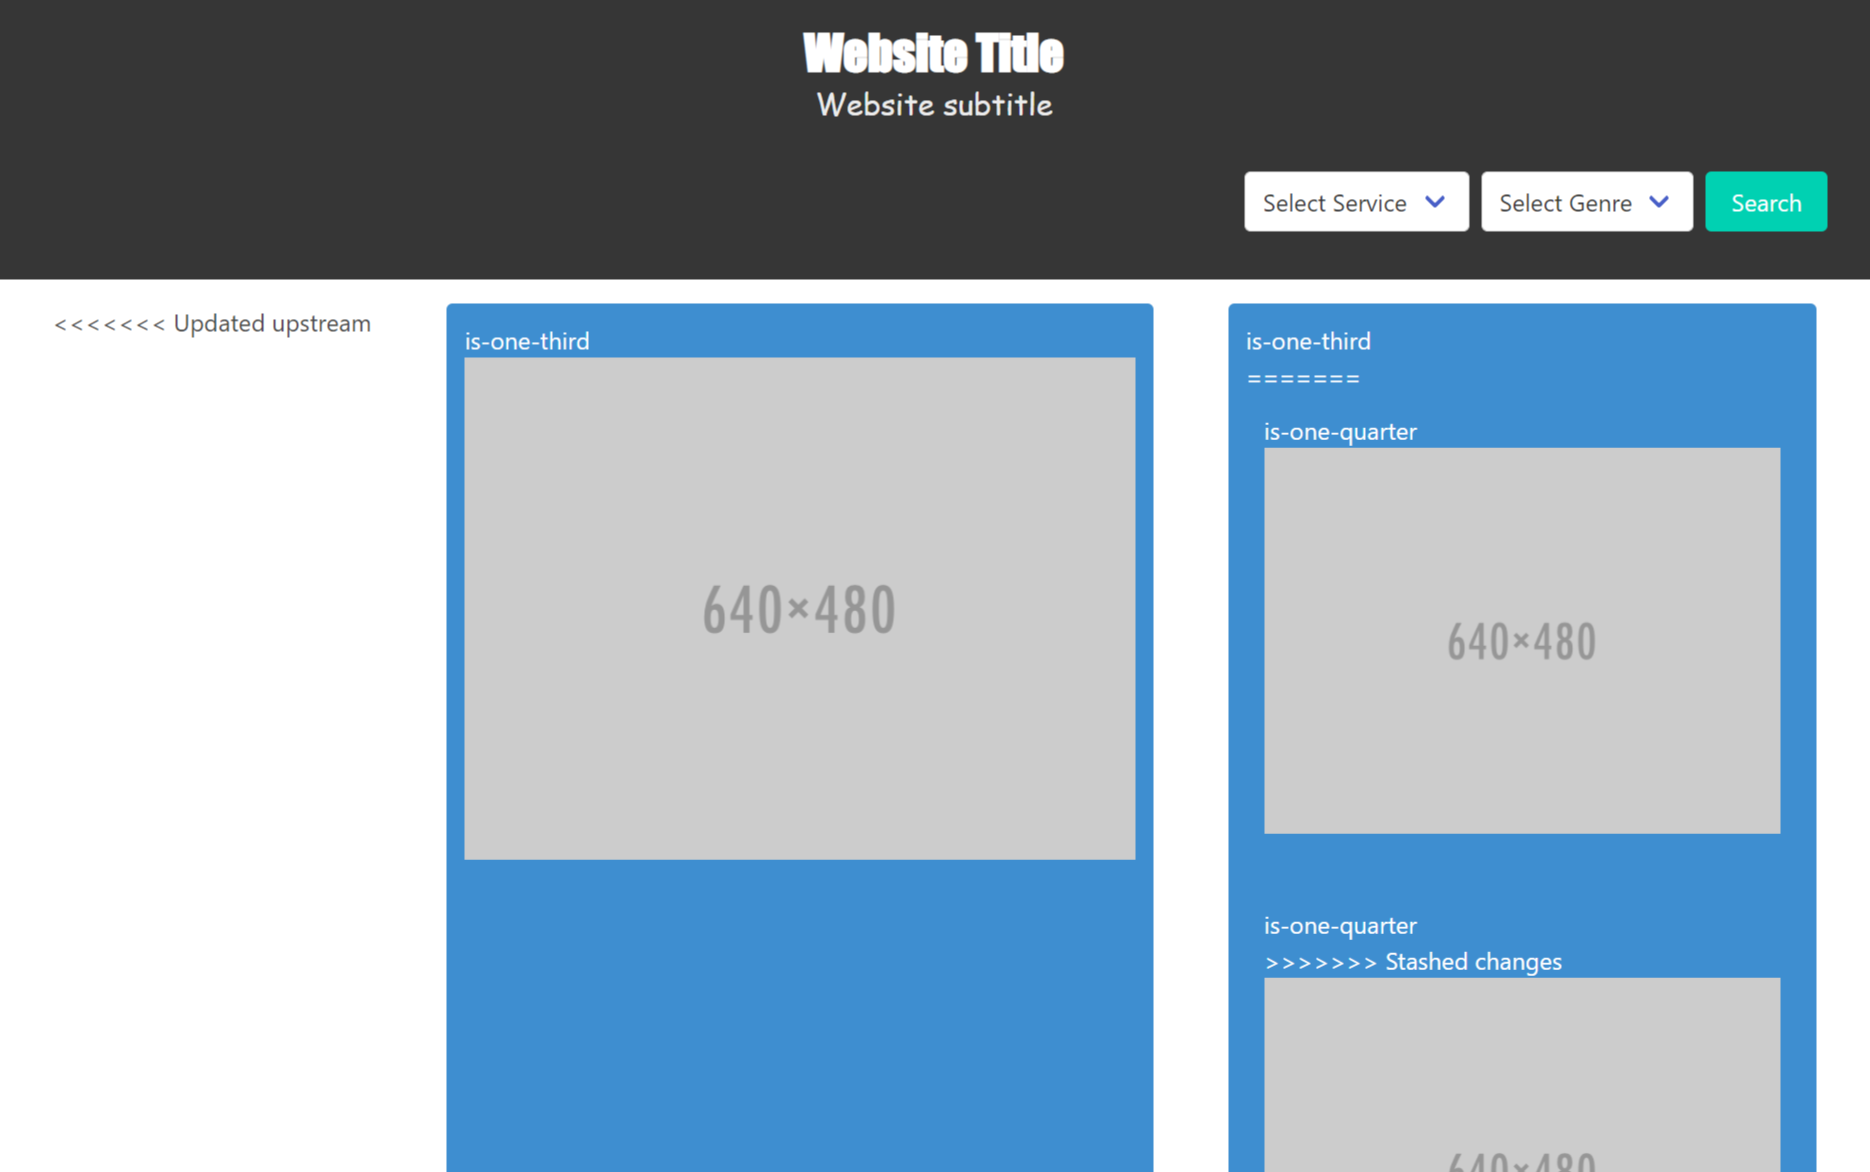 Website Title
Website subtitle
Select Service
Select Genre
Search
<<<<<<< Updated upstream
is-one-third
640×480
is-one-third
=======
is-one-quarter
640×480
is-one-quarter
>>>>>>> Stashed changes
640×480